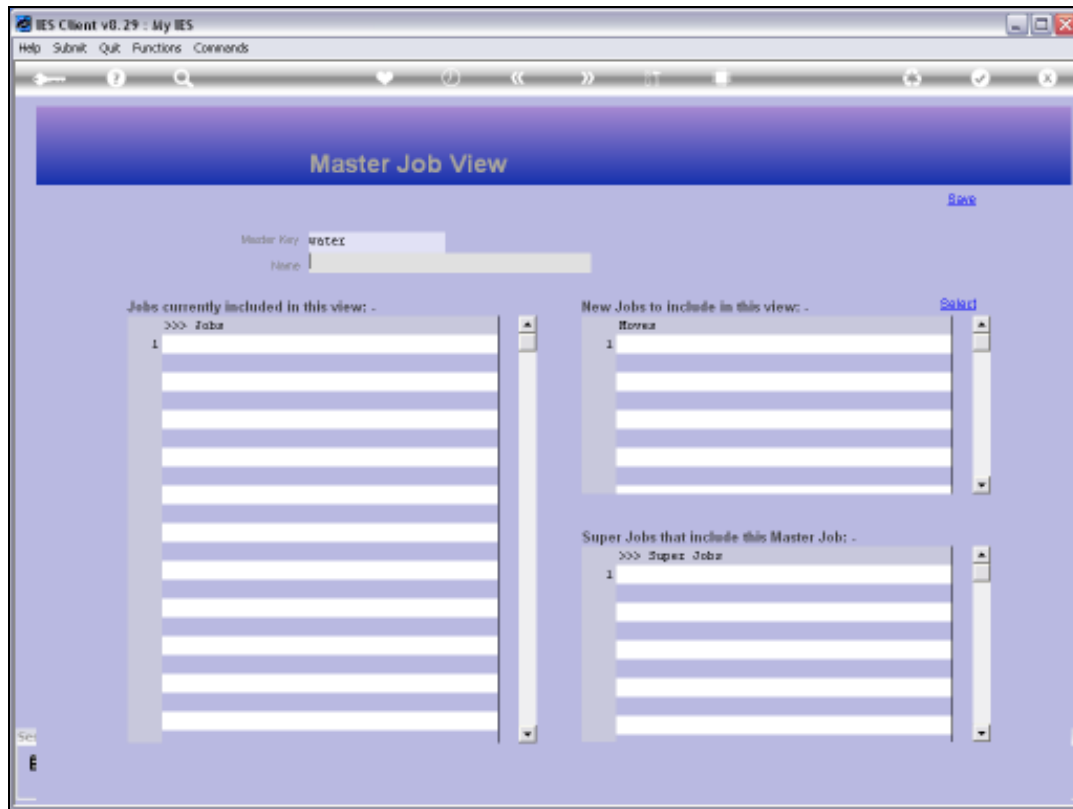 IES Client v8.29 : My IES
Help Submit Quit Functions Commands
Master Job View
Save
Master Key water
Name
Jobs currently included in this view: -
>>> Jobs
1
New Jobs to include in this view: -
Select
Moves
1
Super Jobs that include this Master Job: -
>>> Super Jobs
1
Ses
E